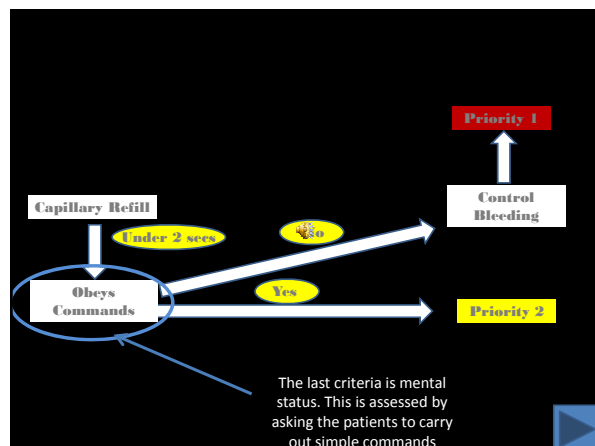 Priority 1
Control
Bleeding
Capillary Refill
Under 2 secs
Obeys
Commands
Yes
Priority 2
The last criteria is mental
status. This is assessed by
asking the patients to carry
out simple commands